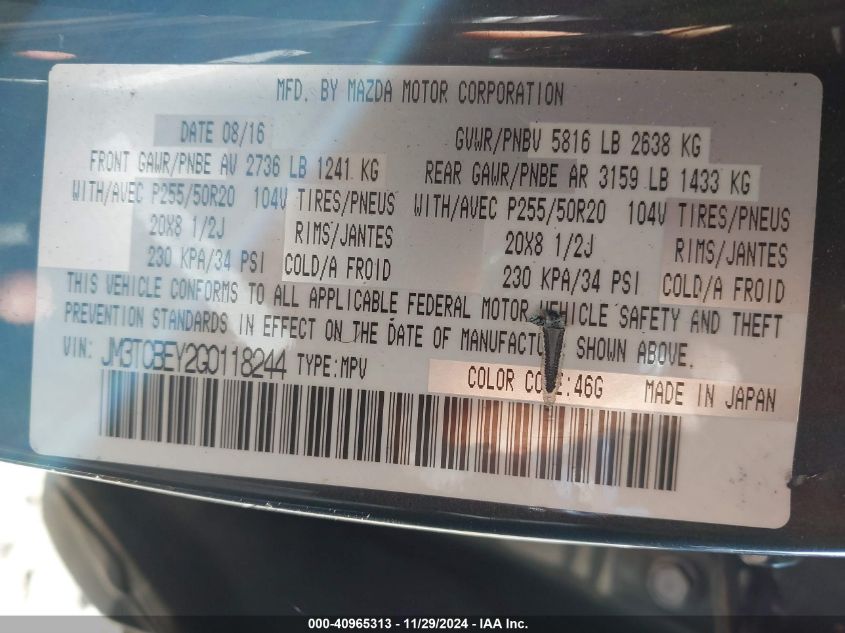 MFD. BY MAZDA MOTOR CORPORATION
DATE 08/16 GVWR/PNBV 5816 LB 2638 KG
FRONT GAWR/PNBE AV 2736 LB 1241 KG REAR GAWR/PNBE AR 3159 LB 1433 KG
WITH/AVEC P255/50R20 104V TIRES/PNEUS WITH/AVEC P255/50R20 104V TIRES/PNEUS
20X8 1/2J RIMS/JANTES 20X8 1/2J RIMS/JANTES
230 KPA/34 PSI COLD/A FROID 230 KPA/34 PSI COLD/A FROID
THIS VEHICLE CONFORMS TO ALL APPLICABLE FEDERAL MOTOR VEHICLE SAFETY AND THEFT
PREVENTION STANDARDS IN EFFECT ON THE DATE OF MANUFACTURE SHOWN ABOVE.
VIN: JM3TCBEY2G0118244 TYPE:MPV COLOR CODE:46G MADE IN JAPAN
000-40965313 - 11/29/2024 - IAA Inc.